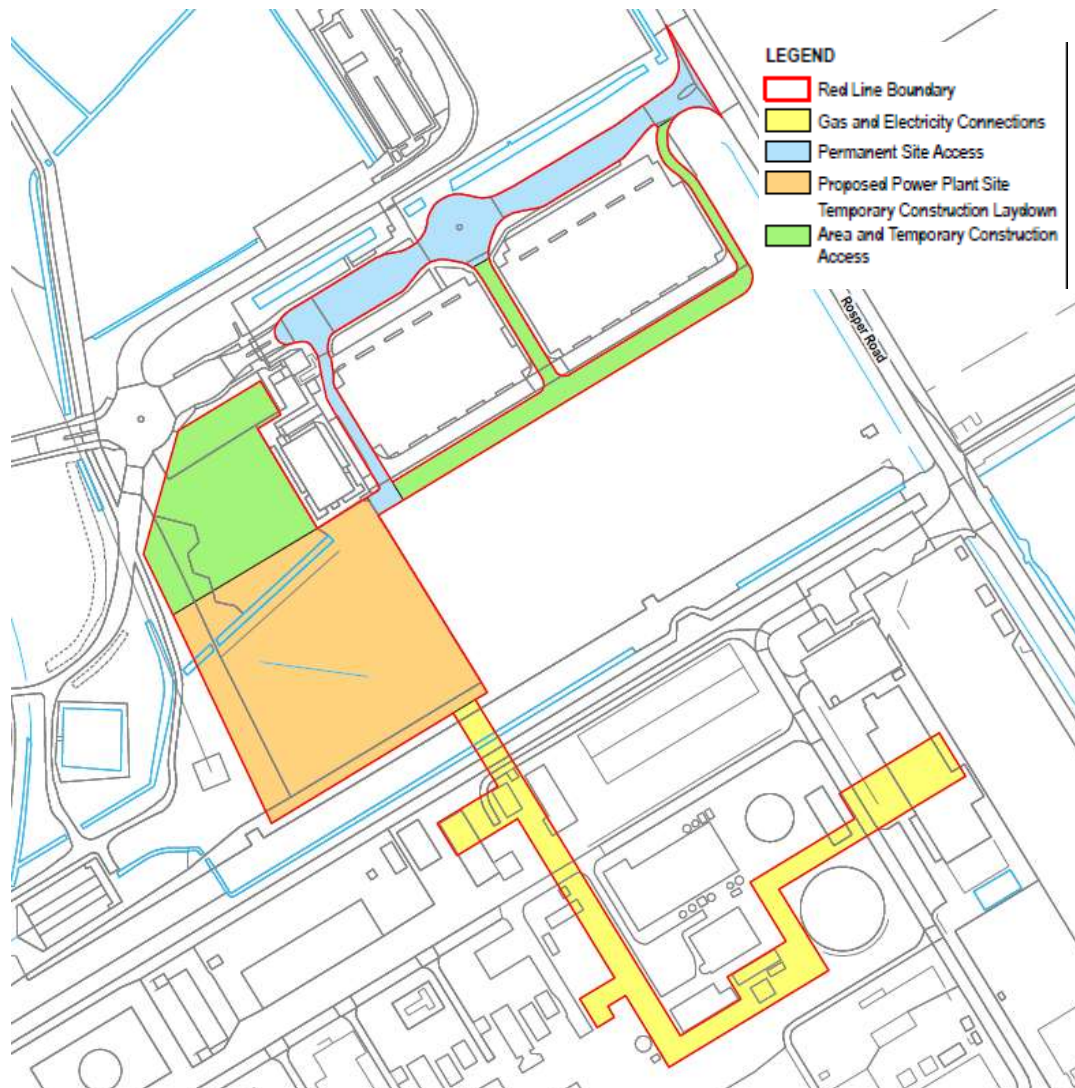 LEGEND
Red Line Boundary
Gas and Electricity Connections
Permanent Site Access
Proposed Power Plant Site
Temporary Construction Laydown
Area and Temporary Construction
Access
Rosper Road